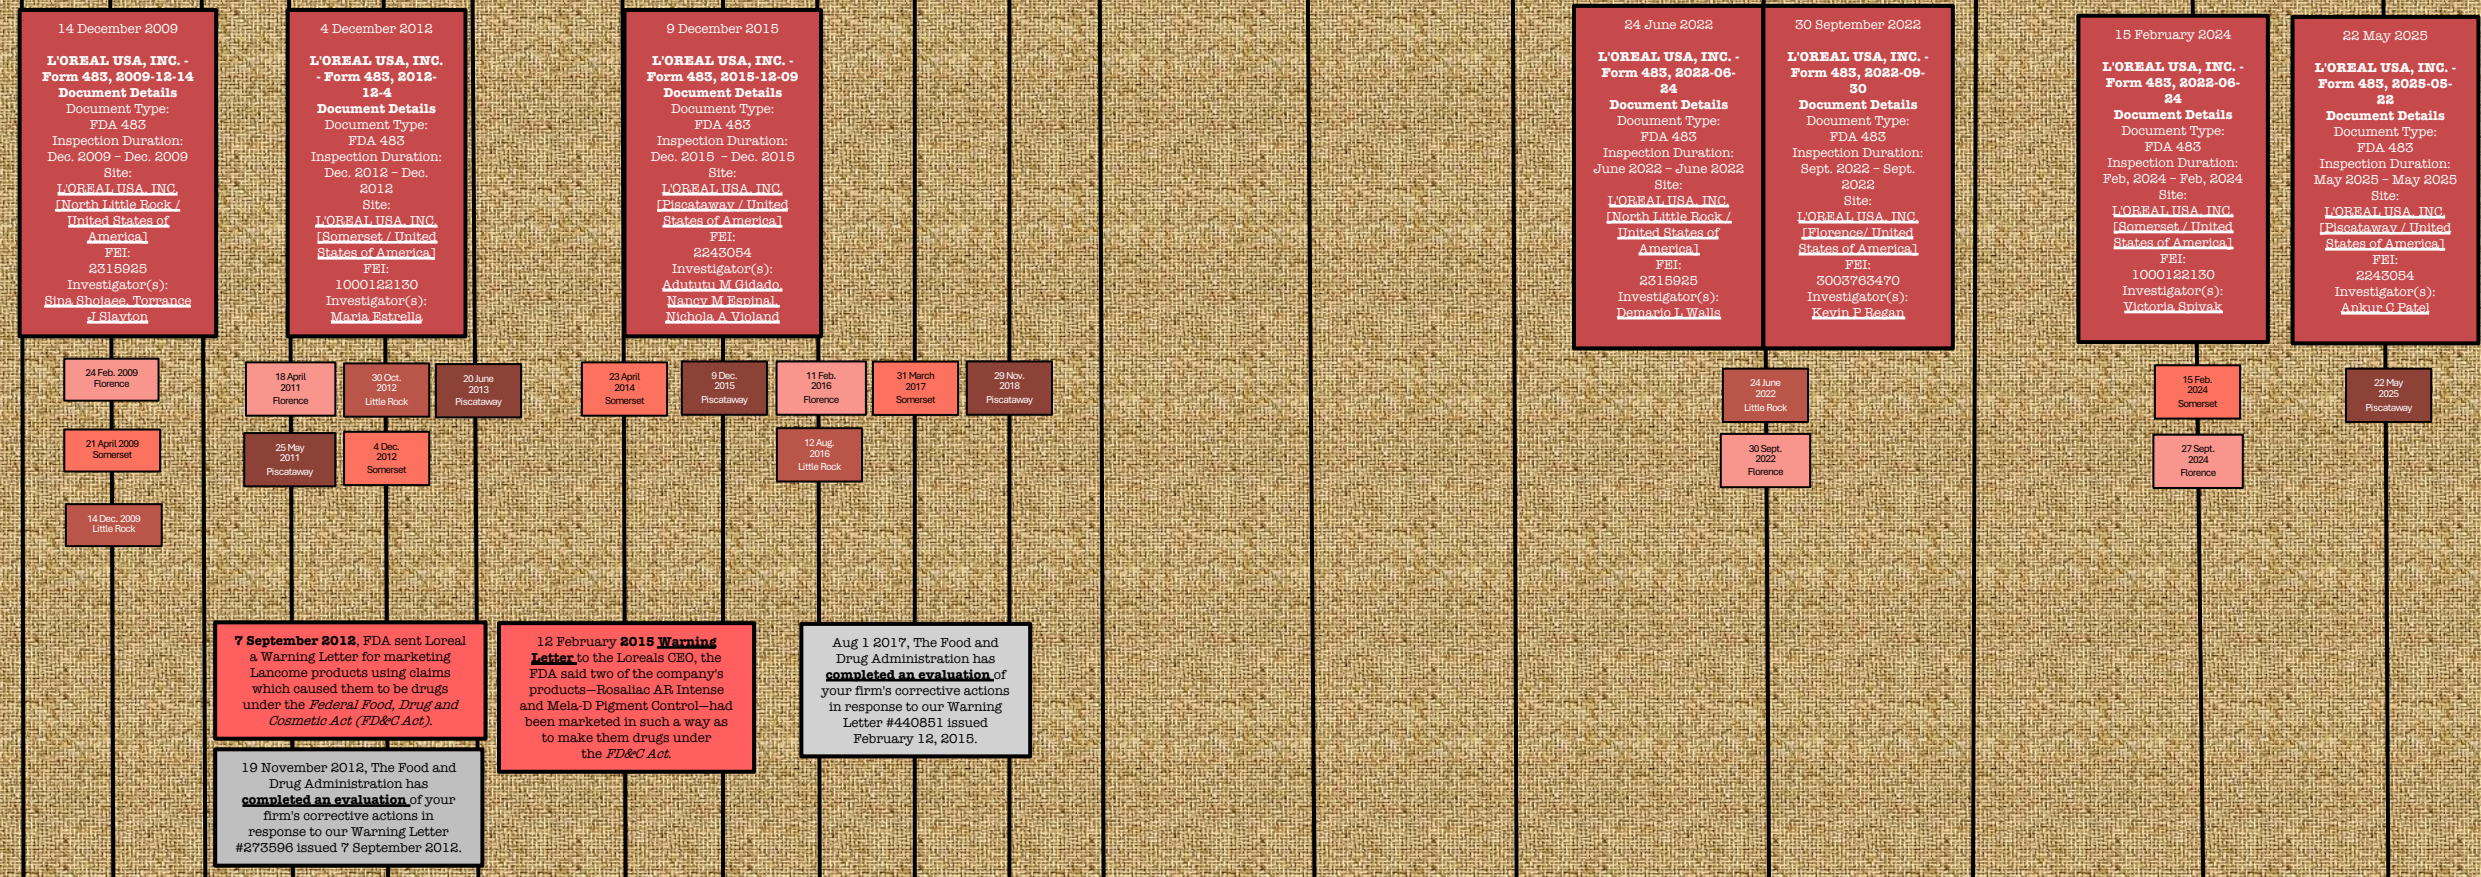 14 December 2009
L'OREAL USA, INC. -
Form 483, 2009-12-14
Document Details
Document Type:
FDA 483
Inspection Duration:
Dec. 2009 – Dec. 2009
Site:
L'OREAL USA, INC.
[North Little Rock /
United States of
America]
FEI:
2315925
Investigator(s):
Sina Shojaee, Torrance
J Slayton
4 December 2012
L'OREAL USA, INC.
- Form 483, 2012-
12-4
Document Details
Document Type:
FDA 483
Inspection Duration:
Dec. 2012 – Dec.
2012
Site:
L'OREAL USA, INC.
[Somerset / United
States of America]
FEI:
1000122130
Investigator(s):
Maria Estrella
9 December 2015
L'OREAL USA, INC. -
Form 483, 2015-12-09
Document Details
Document Type:
FDA 483
Inspection Duration:
Dec. 2015 – Dec. 2015
Site:
L'OREAL USA, INC.
[Piscataway / United
States of America]
FEI:
2243054
Investigator(s):
Adututu M Gidado,
Nancy M Espinal,
Nichola A Violand
24 June 2022
L'OREAL USA, INC. -
Form 483, 2022-06-
24
Document Details
Document Type:
FDA 483
Inspection Duration:
June 2022 – June 2022
Site:
L'OREAL USA, INC.
[North Little Rock /
United States of
America]
FEI:
2315925
Investigator(s):
Demario L Walls
30 September 2022
L'OREAL USA, INC. -
Form 483, 2022-09-
30
Document Details
Document Type:
FDA 483
Inspection Duration:
Sept. 2022 – Sept.
2022
Site:
L'OREAL USA, INC.
[Florence/ United
States of America]
FEI:
3003763470
Investigator(s):
Kevin P Regan
15 February 2024
L'OREAL USA, INC. -
Form 483, 2022-06-
24
Document Details
Document Type:
FDA 483
Inspection Duration:
Feb, 2024 – Feb, 2024
Site:
L'OREAL USA, INC.
[Somerset / United
States of America]
FEI:
1000122130
Investigator(s):
Victoria Spivak
22 May 2025
L'OREAL USA, INC. -
Form 483, 2025-05-
22
Document Details
Document Type:
FDA 483
Inspection Duration:
May 2025 – May 2025
Site:
L'OREAL USA, INC.
[Piscataway / United
States of America]
FEI:
2243054
Investigator(s):
Ankur C Patel
24 Feb. 2009
Florence
21 April 2009
Somerset
14 Dec. 2009
Little Rock
18 April
2011
Florence
25 May
2011
Piscataway
30 Oct.
2012
Little Rock
4 Dec.
2012
Somerset
20 June
2013
Piscataway
23 April
2014
Somerset
9 Dec.
2015
Piscataway
11 Feb.
2016
Florence
12 Aug.
2016
Little Rock
31 March
2017
Somerset
29 Nov.
2018
Piscataway
24 June
2022
Little Rock
30 Sept.
2022
Florence
15 Feb.
2024
Somerset
27 Sept.
2024
Florence
22 May
2025
Piscataway
7 September 2012, FDA sent Loreal
a Warning Letter for marketing
Lancome products using claims
which caused them to be drugs
under the Federal Food, Drug and
Cosmetic Act (FD&C Act).
19 November 2012, The Food and
Drug Administration has
completed an evaluation of your
firm's corrective actions in
response to our Warning Letter
#273596 issued 7 September 2012.
12 February 2015 Warning
Letter to the Loreals CEO, the
FDA said two of the company's
products—Rosaliac AR Intense
and Mela-D Pigment Control—had
been marketed in such a way as
to make them drugs under
the FD&C Act.
Aug 1 2017, The Food and
Drug Administration has
completed an evaluation of
your firm's corrective actions
in response to our Warning
Letter #440851 issued
February 12, 2015.